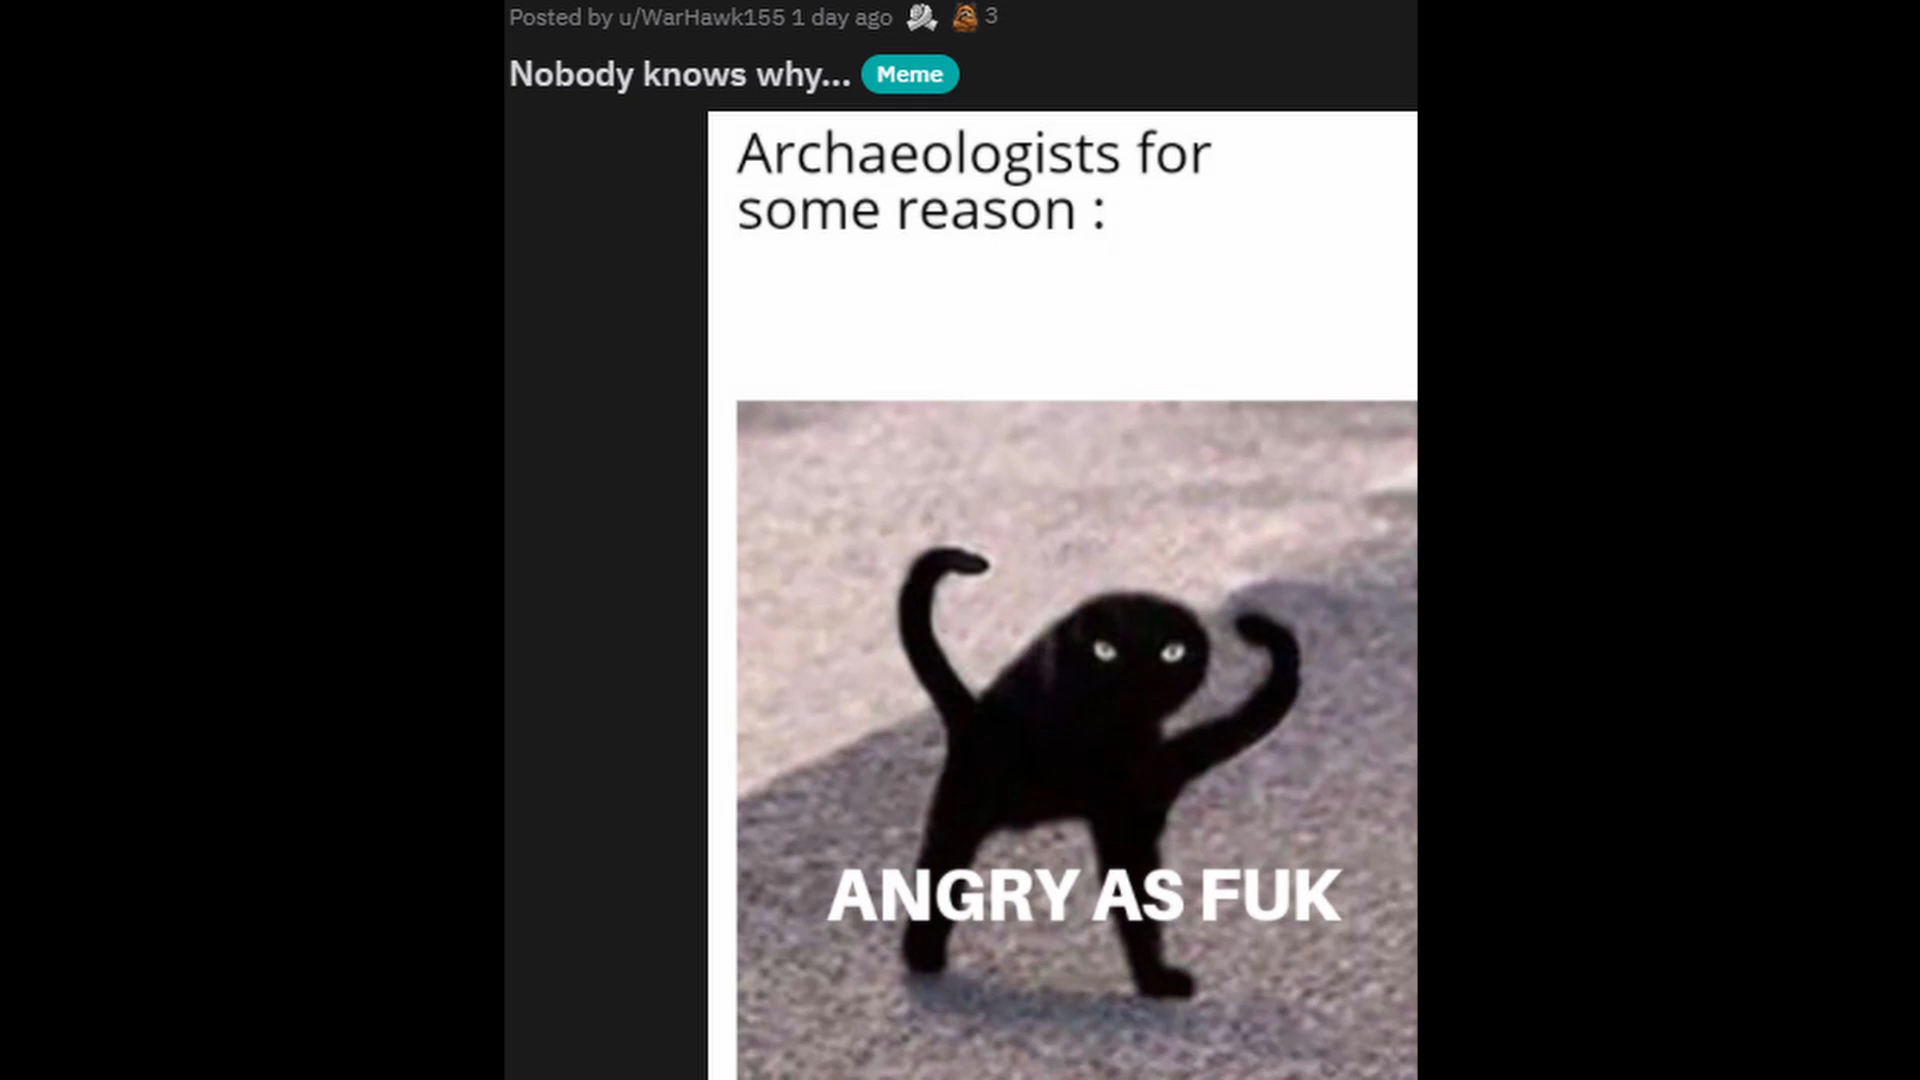 Posted by u/WarHawk155 1 day ago 3
Nobody knows why... Meme
Archaeologists for
some reason :
ANGRY AS FUK